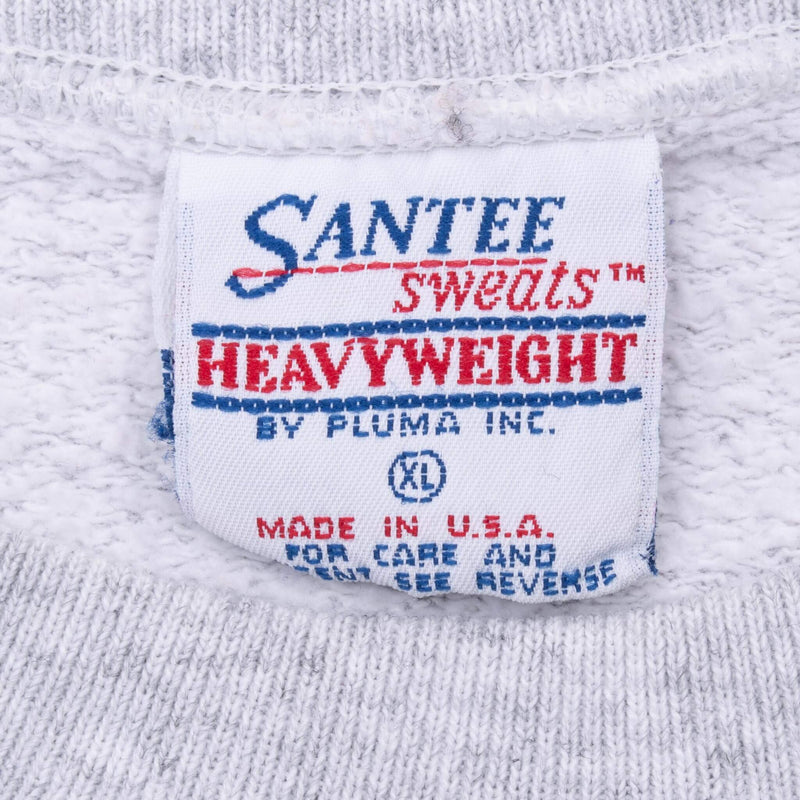 SANTEE
sweats™
HEAVYWEIGHT
BY PLUMA INC.
XL
MADE IN U.S.A.
FOR CARE AND
SEE REVERSE